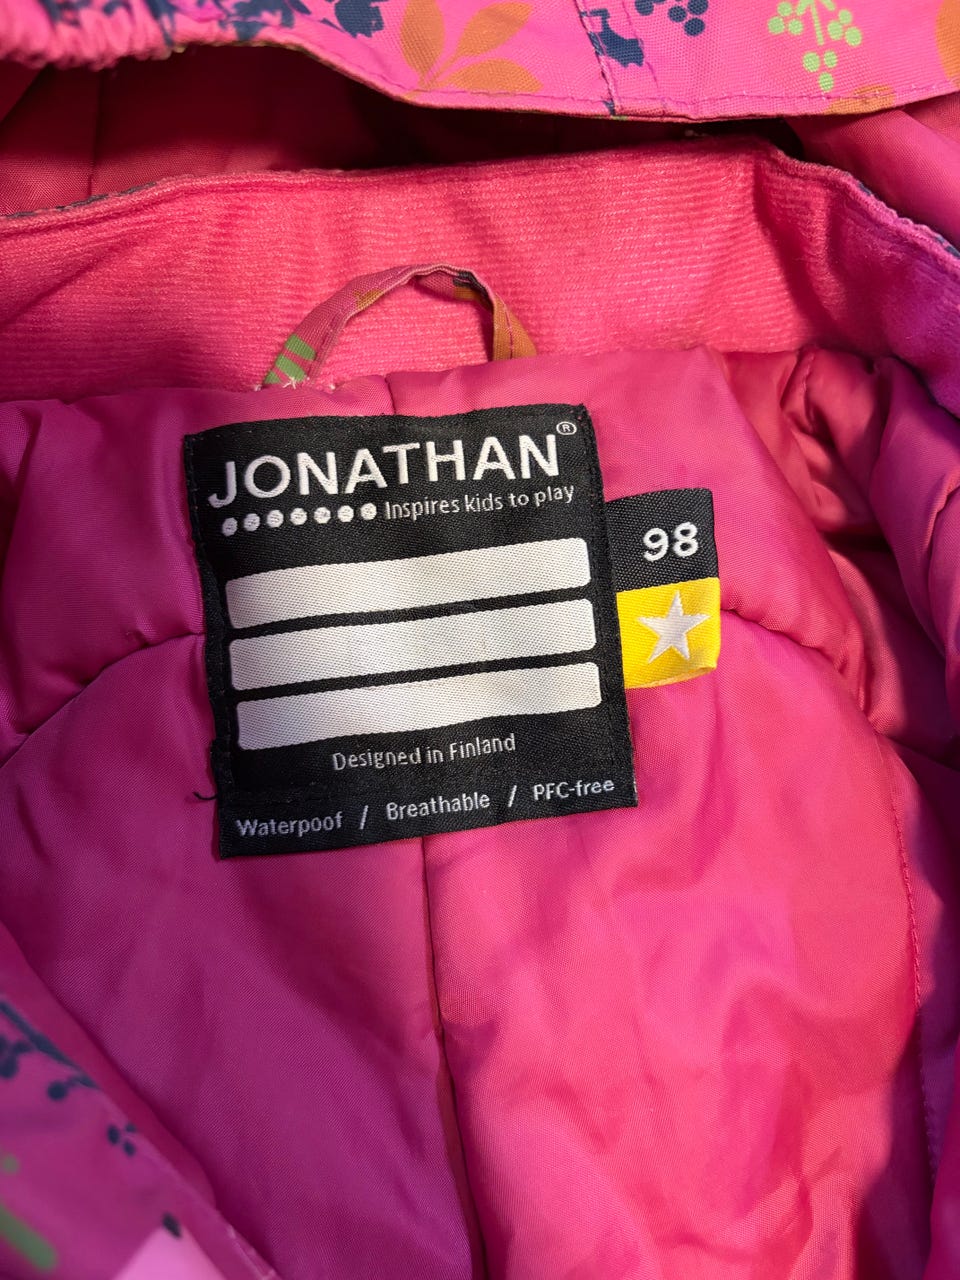 JONATHAN®
Inspires kids to play
98
Designed in Finland
Waterpoof / Breathable / PFC-free